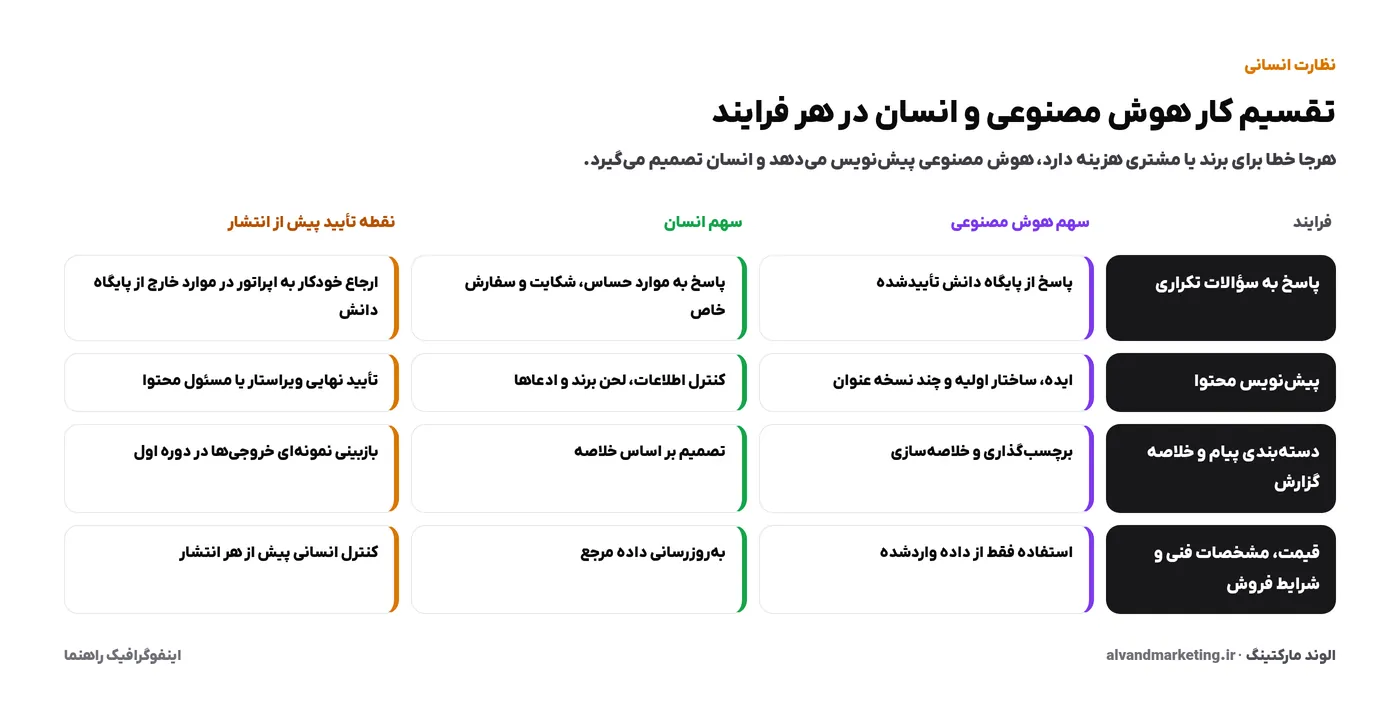 نظارت انسانی
تقسیم کار هوش مصنوعی و انسان در هر فرایند
هرجا خطا برای برند یا مشتری هزینه دارد، هوش مصنوعی پیش‌نویس می‌دهد و انسان تصمیم می‌گیرد.
فرایند
سهم هوش مصنوعی
سهم انسان
نقطه تأیید پیش از انتشار
پاسخ به سؤالات تکراری
پاسخ از پایگاه دانش تأییدشده
پاسخ به موارد حساس، شکایت و سفارش
خاص
ارجاع خودکار به اپراتور در موارد خارج از پایگاه
دانش
پیش‌نویس محتوا
ایده، ساختار اولیه و چند نسخه عنوان
کنترل اطلاعات، لحن برند و ادعاها
تأیید نهایی ویراستار یا مسئول محتوا
دسته‌بندی پیام و خلاصه
گزارش
برچسب‌گذاری و خلاصه‌سازی
تصمیم بر اساس خلاصه
بازبینی نمونه‌ای خروجی‌ها در دوره اول
قیمت، مشخصات فنی و
شرایط فروش
استفاده فقط از داده واردشده
به‌روزرسانی داده مرجع
کنترل انسانی پیش از هر انتشار
الوند مارکتینگ · alvandmarketing.ir
اینفوگرافیک راهنما